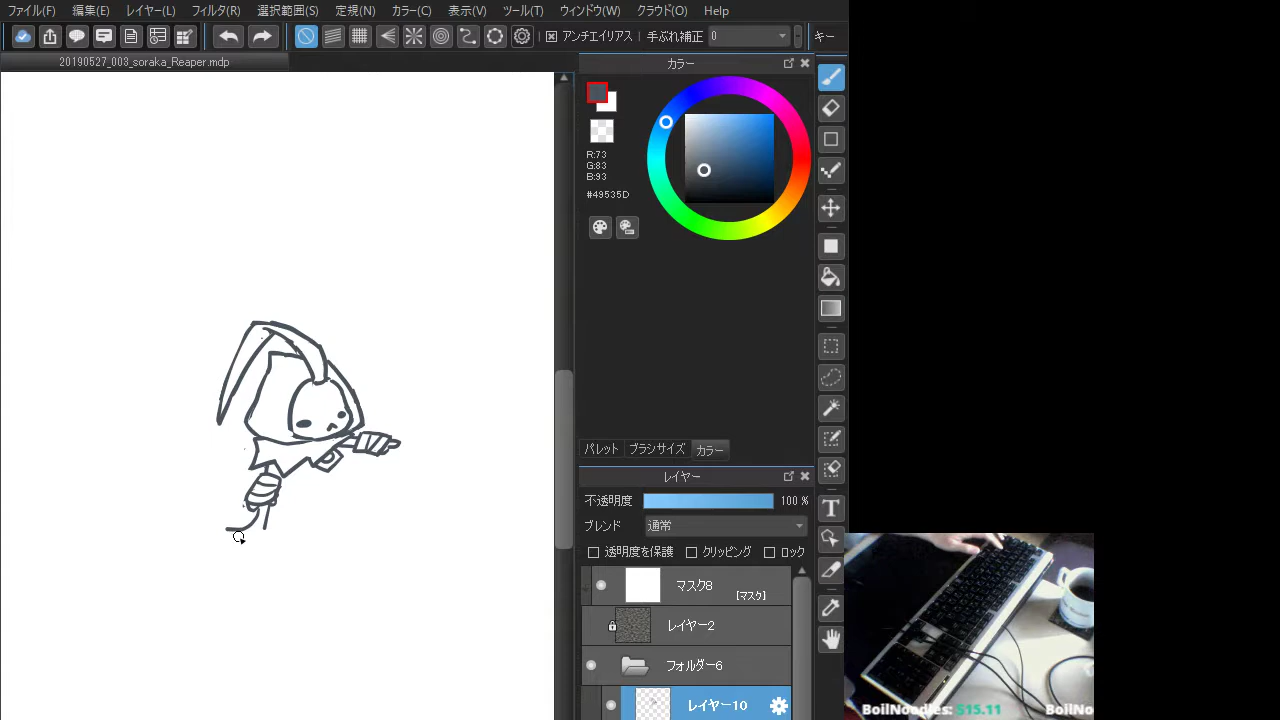 ファイル(F) 編集(E) レイヤー(L) フィルタ(R) 選択範囲(S) 定規(N) カラー(C) 表示(V) ツール(T) ウィンドウ(W) クラウド(O) Help
アンチエイリアス 手ぶれ補正 0 キー
20190527_003_soraka_Reaper.mdp
カラー
R:73
G:83
B:93
#49535D
パレット ブラシサイズ カラー
レイヤー
不透明度 100 %
ブレンド 通常
透明度を保護 クリッピング ロック
マスク8
[マスク]
レイヤー2
フォルダー6
レイヤー10
BoilNoodles: $15.11 BoilNo